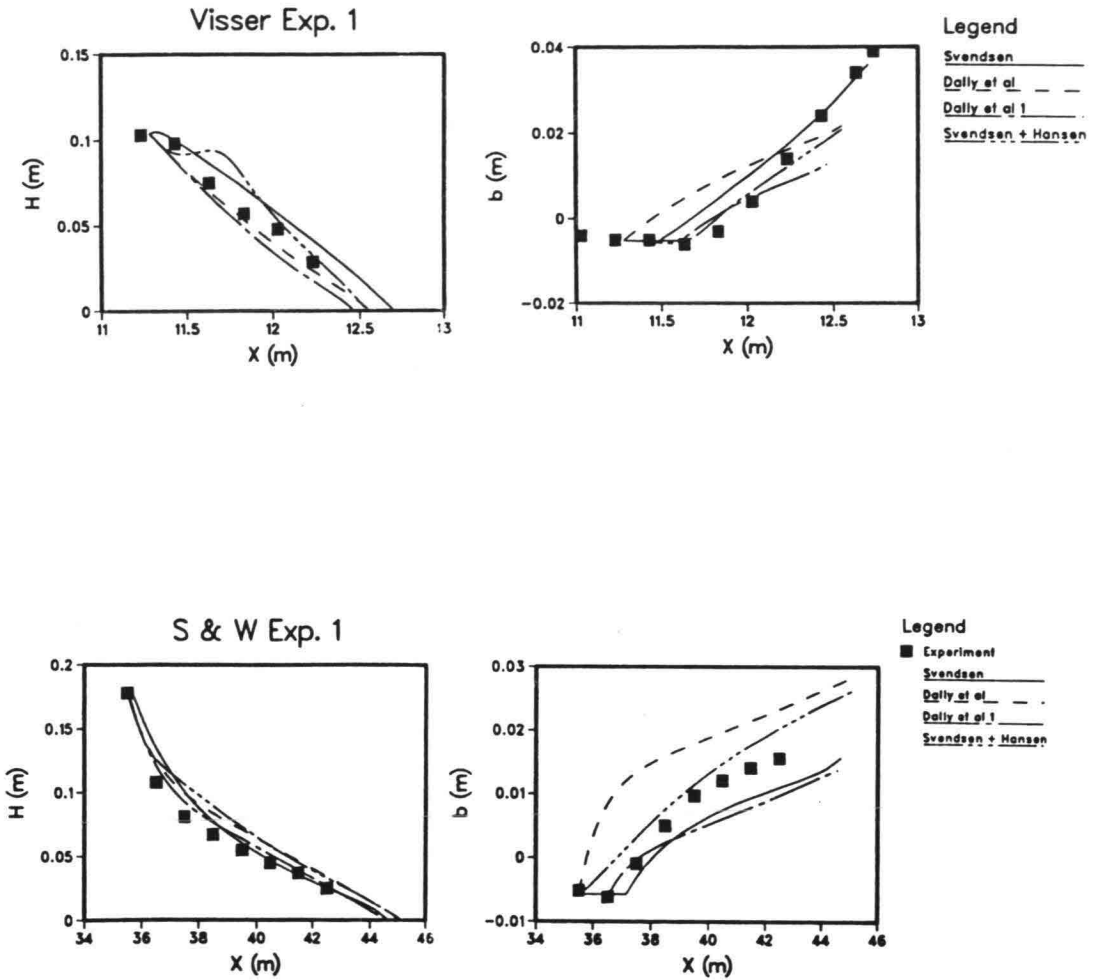 Visser Exp. 1
0.15
0.1
0.05
0
H (m)
11
11.5
12
12.5
13
X (m)
0.04
0.02
0
−0.02
b (m)
11
11.5
12
12.5
13
X (m)
Legend
Svendsen
Dally et al
Dally et al 1
Svendsen + Hansen
S & W Exp. 1
0.2
0.15
0.1
0.05
0
H (m)
34
36
38
40
42
44
46
X (m)
0.03
0.02
0.01
0
−0.01
b (m)
34
36
38
40
42
44
46
X (m)
Legend
Experiment
Svendsen
Dally et al
Dally et al 1
Svendsen + Hansen